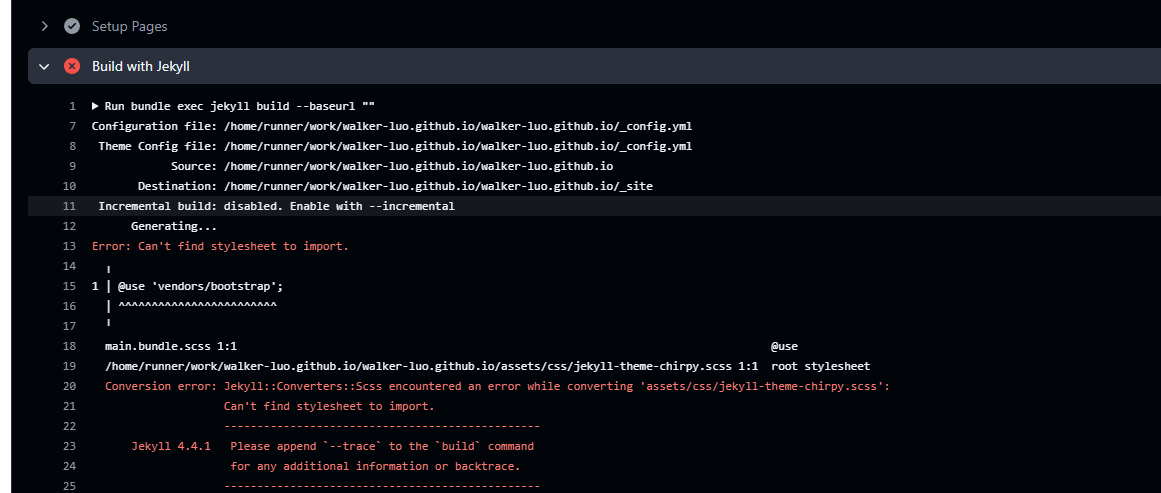 Setup Pages
Build with Jekyll
1 ▶ Run bundle exec jekyll build --baseurl ""
7 Configuration file: /home/runner/work/walker-luo.github.io/walker-luo.github.io/_config.yml
8 Theme Config file: /home/runner/work/walker-luo.github.io/walker-luo.github.io/_config.yml
9 Source: /home/runner/work/walker-luo.github.io/walker-luo.github.io
10 Destination: /home/runner/work/walker-luo.github.io/walker-luo.github.io/_site
11 Incremental build: disabled. Enable with --incremental
12 Generating...
13 Error: Can't find stylesheet to import.
14 ╷
15 1 │ @use 'vendors/bootstrap';
16 │ ^^^^^^^^^^^^^^^^^^^^^^^^
17 ╵
18 main.bundle.scss 1:1 @use
19 /home/runner/work/walker-luo.github.io/walker-luo.github.io/assets/css/jekyll-theme-chirpy.scss 1:1 root stylesheet
20 Conversion error: Jekyll::Converters::Scss encountered an error while converting 'assets/css/jekyll-theme-chirpy.scss':
21 Can't find stylesheet to import.
22 ------------------------------------------------
23 Jekyll 4.4.1 Please append `--trace` to the `build` command
24 for any additional information or backtrace.
25 ------------------------------------------------